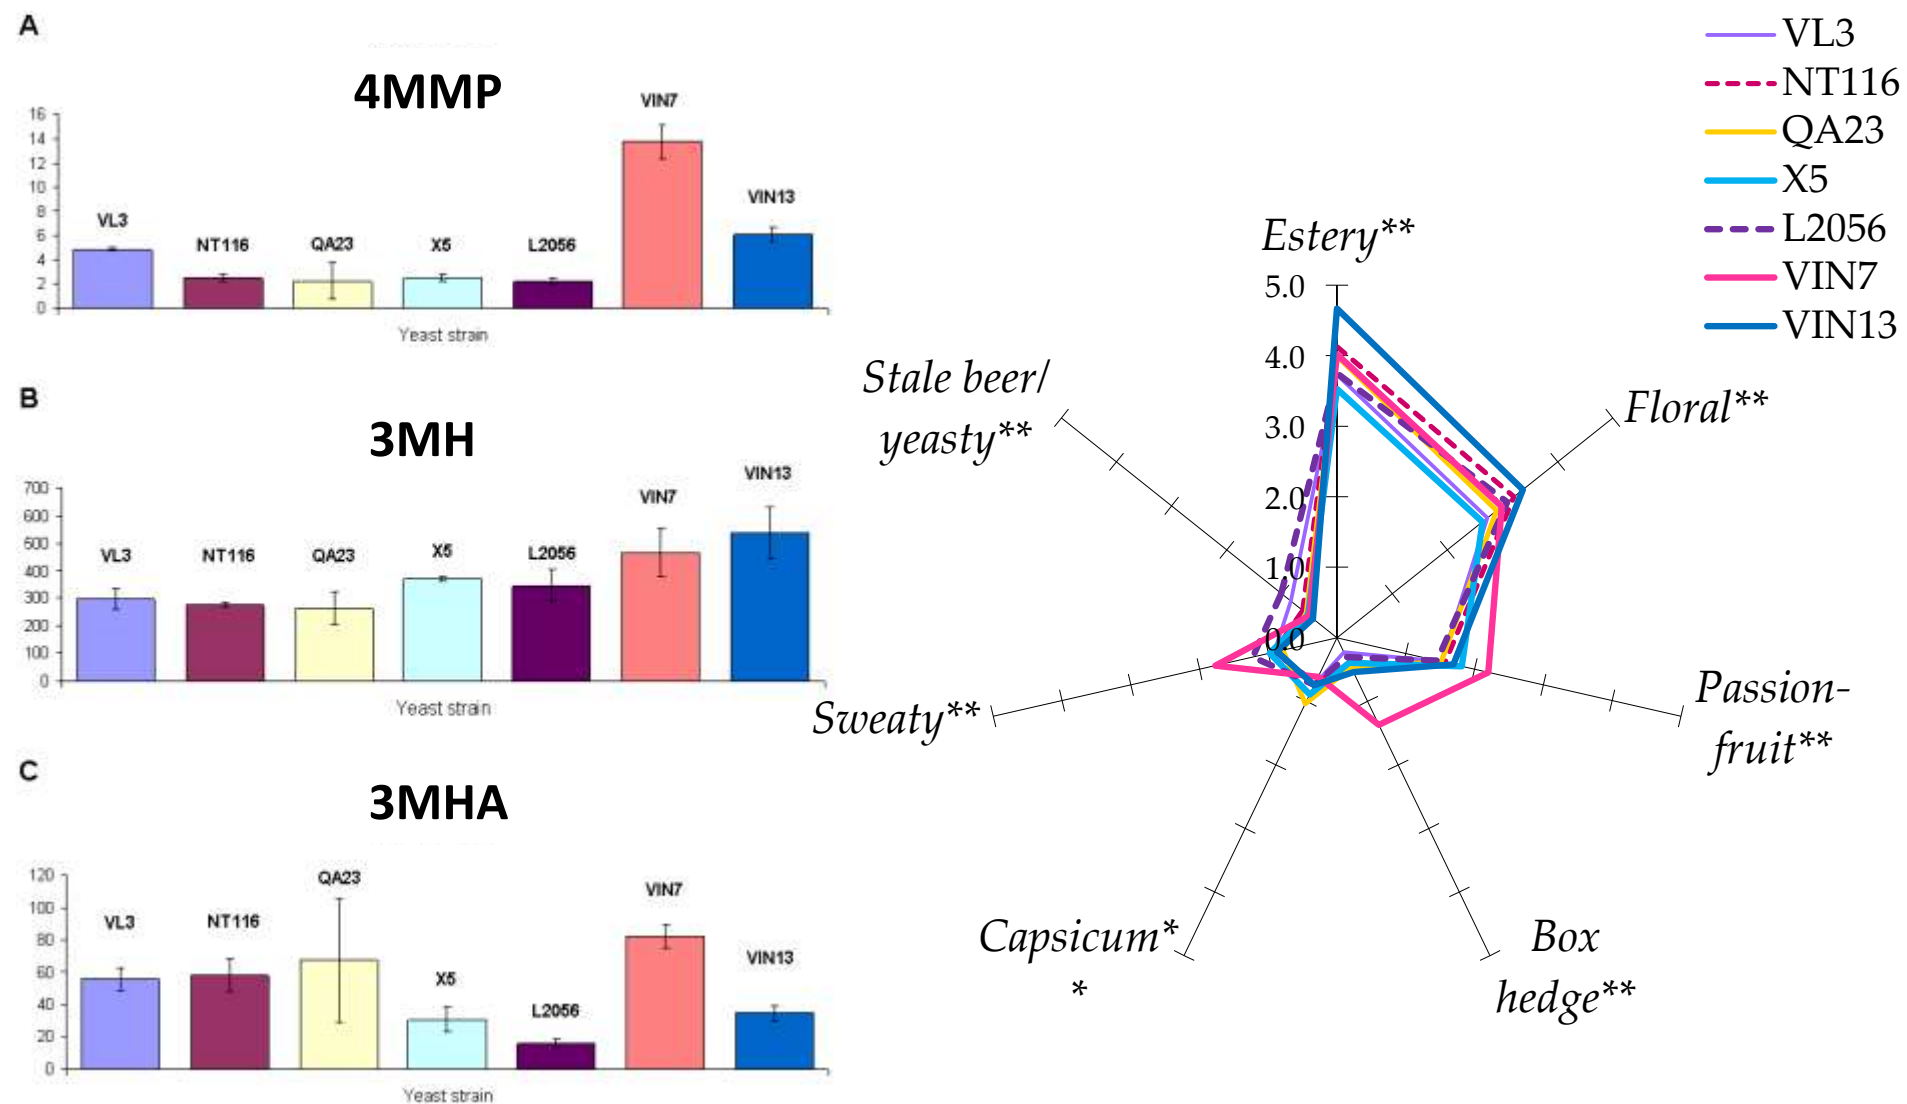 A
4MMP
16
14
12
10
8
6
4
2
0
VL3
NT116
QA23
X5
L2056
VIN7
VIN13
Yeast strain
B
3MH
700
600
500
400
300
200
100
0
VL3
NT116
QA23
X5
L2056
VIN7
VIN13
Yeast strain
C
3MHA
120
100
80
60
40
20
0
VL3
NT116
QA23
X5
L2056
VIN7
VIN13
Yeast strain
VL3
NT116
QA23
X5
L2056
VIN7
VIN13
Estery**
5.0
4.0
3.0
2.0
1.0
0.0
Floral**
Passion-
fruit**
Box
hedge**
Capsicum*
*
Sweaty**
Stale beer/
yeasty**